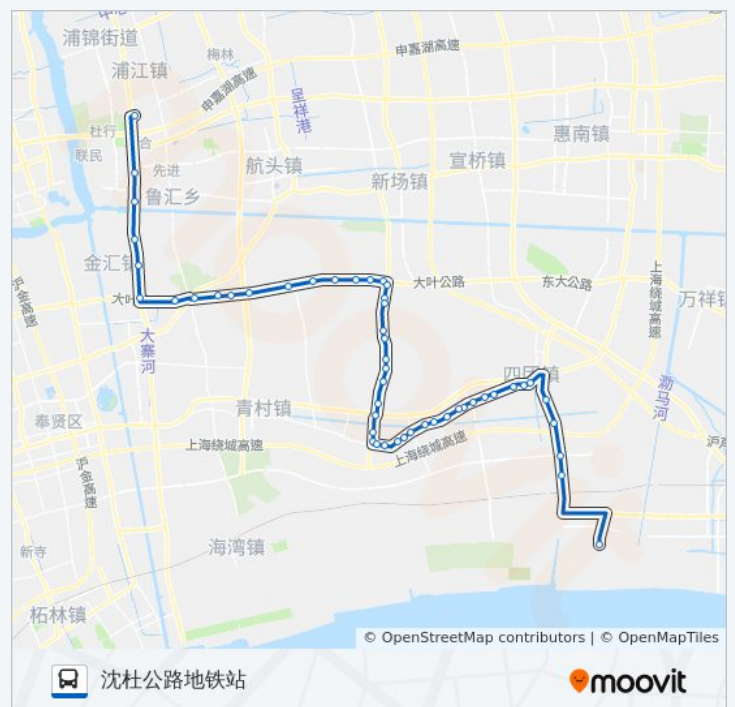 浦锦街道
梅林
申嘉湖高速
浦江镇
申嘉湖高速
呈祥港
杜行
合
联民
惠南镇
先进
航头镇
宣桥镇
新场镇
鲁汇乡
金汇镇
大叶公路
东大公路
上海绕城高速
万祥镇
沪金高速
大叶
大寨河
四团镇
泐马河
奉贤区
青村镇
上海绕城高速
上海绕城高速
沪芦
沪金高速
新寺
海湾镇
柘林镇
© OpenStreetMap contributors | © OpenMapTiles
沈杜公路地铁站
moovit